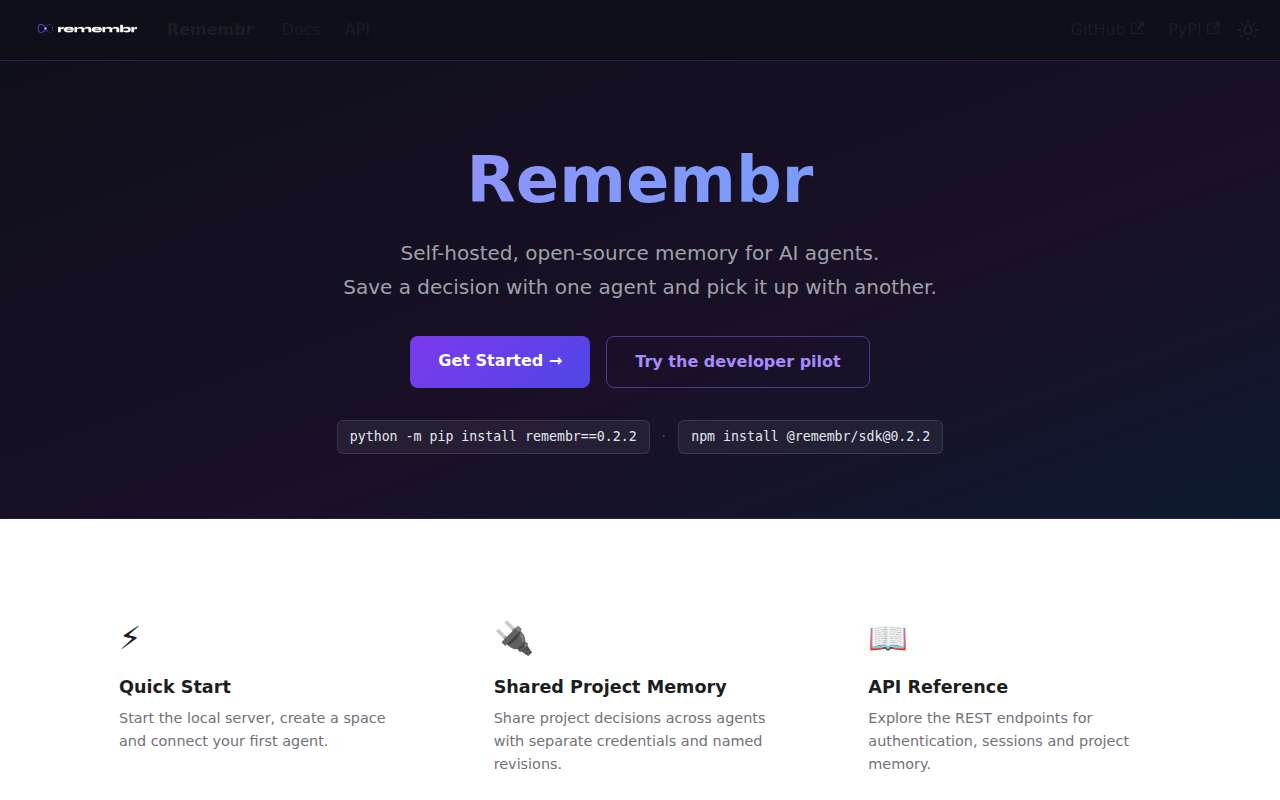 remembr Remembr Docs API GitHub PyPI
Remembr
Self-hosted, open-source memory for AI agents.
Save a decision with one agent and pick it up with another.
Get Started → Try the developer pilot
python -m pip install remembr==0.2.2 · npm install @remembr/sdk@0.2.2
Quick Start
Start the local server, create a space
and connect your first agent.
Shared Project Memory
Share project decisions across agents
with separate credentials and named
revisions.
API Reference
Explore the REST endpoints for
authentication, sessions and project
memory.